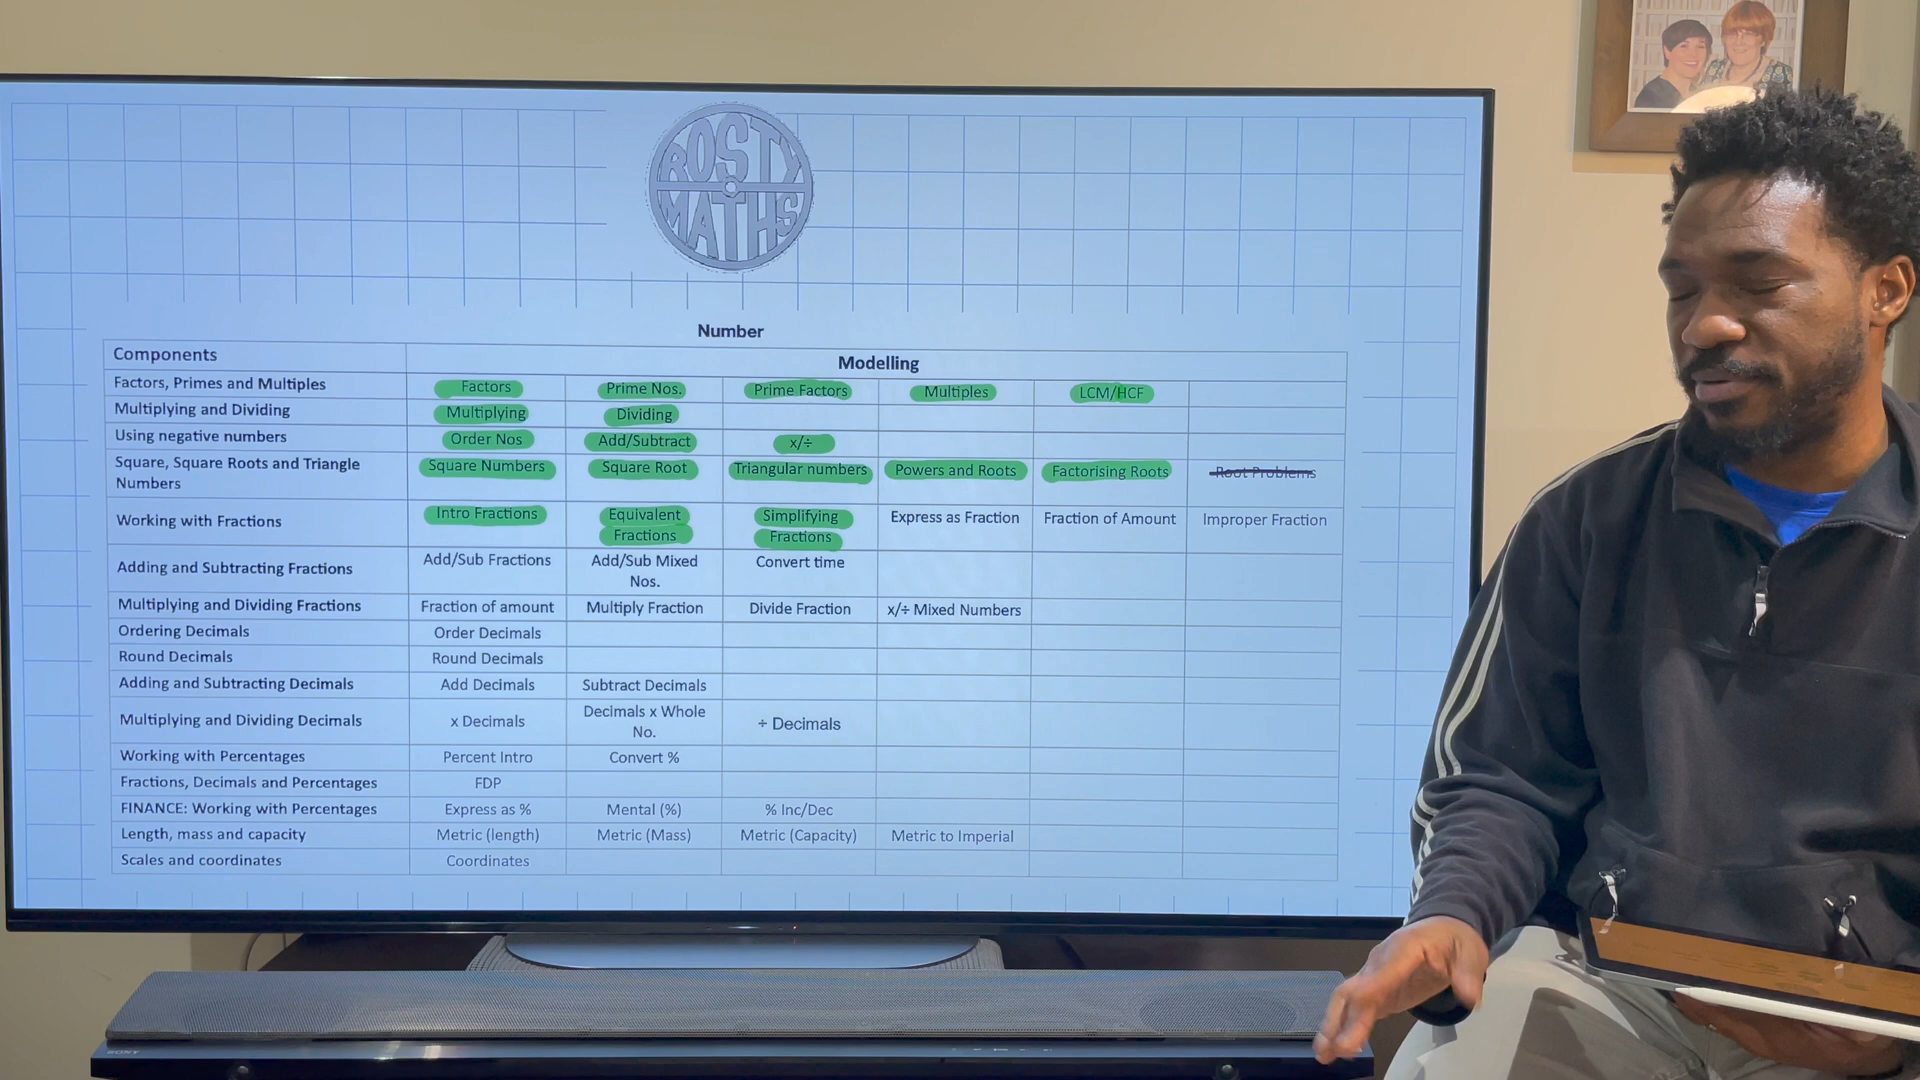 ROSTY
MATHS
Number
Components
Modelling
Factors, Primes and Multiples Factors Prime Nos. Prime Factors Multiples LCM/HCF
Multiplying and Dividing Multiplying Dividing
Using negative numbers Order Nos Add/Subtract x/÷
Square, Square Roots and Triangle
Numbers
Square Numbers Square Root Triangular numbers Powers and Roots Factorising Roots Root Problems
Working with Fractions Intro Fractions
Equivalent
Fractions
Simplifying
Fractions
Express as Fraction Fraction of Amount Improper Fraction
Adding and Subtracting Fractions Add/Sub Fractions
Add/Sub Mixed
Nos.
Convert time
Multiplying and Dividing Fractions Fraction of amount Multiply Fraction Divide Fraction x/÷ Mixed Numbers
Ordering Decimals Order Decimals
Round Decimals Round Decimals
Adding and Subtracting Decimals Add Decimals Subtract Decimals
Multiplying and Dividing Decimals x Decimals
Decimals x Whole
No.
÷ Decimals
Working with Percentages Percent Intro Convert %
Fractions, Decimals and Percentages FDP
FINANCE: Working with Percentages Express as % Mental (%) % Inc/Dec
Length, mass and capacity Metric (length) Metric (Mass) Metric (Capacity) Metric to Imperial
Scales and coordinates Coordinates
SONY